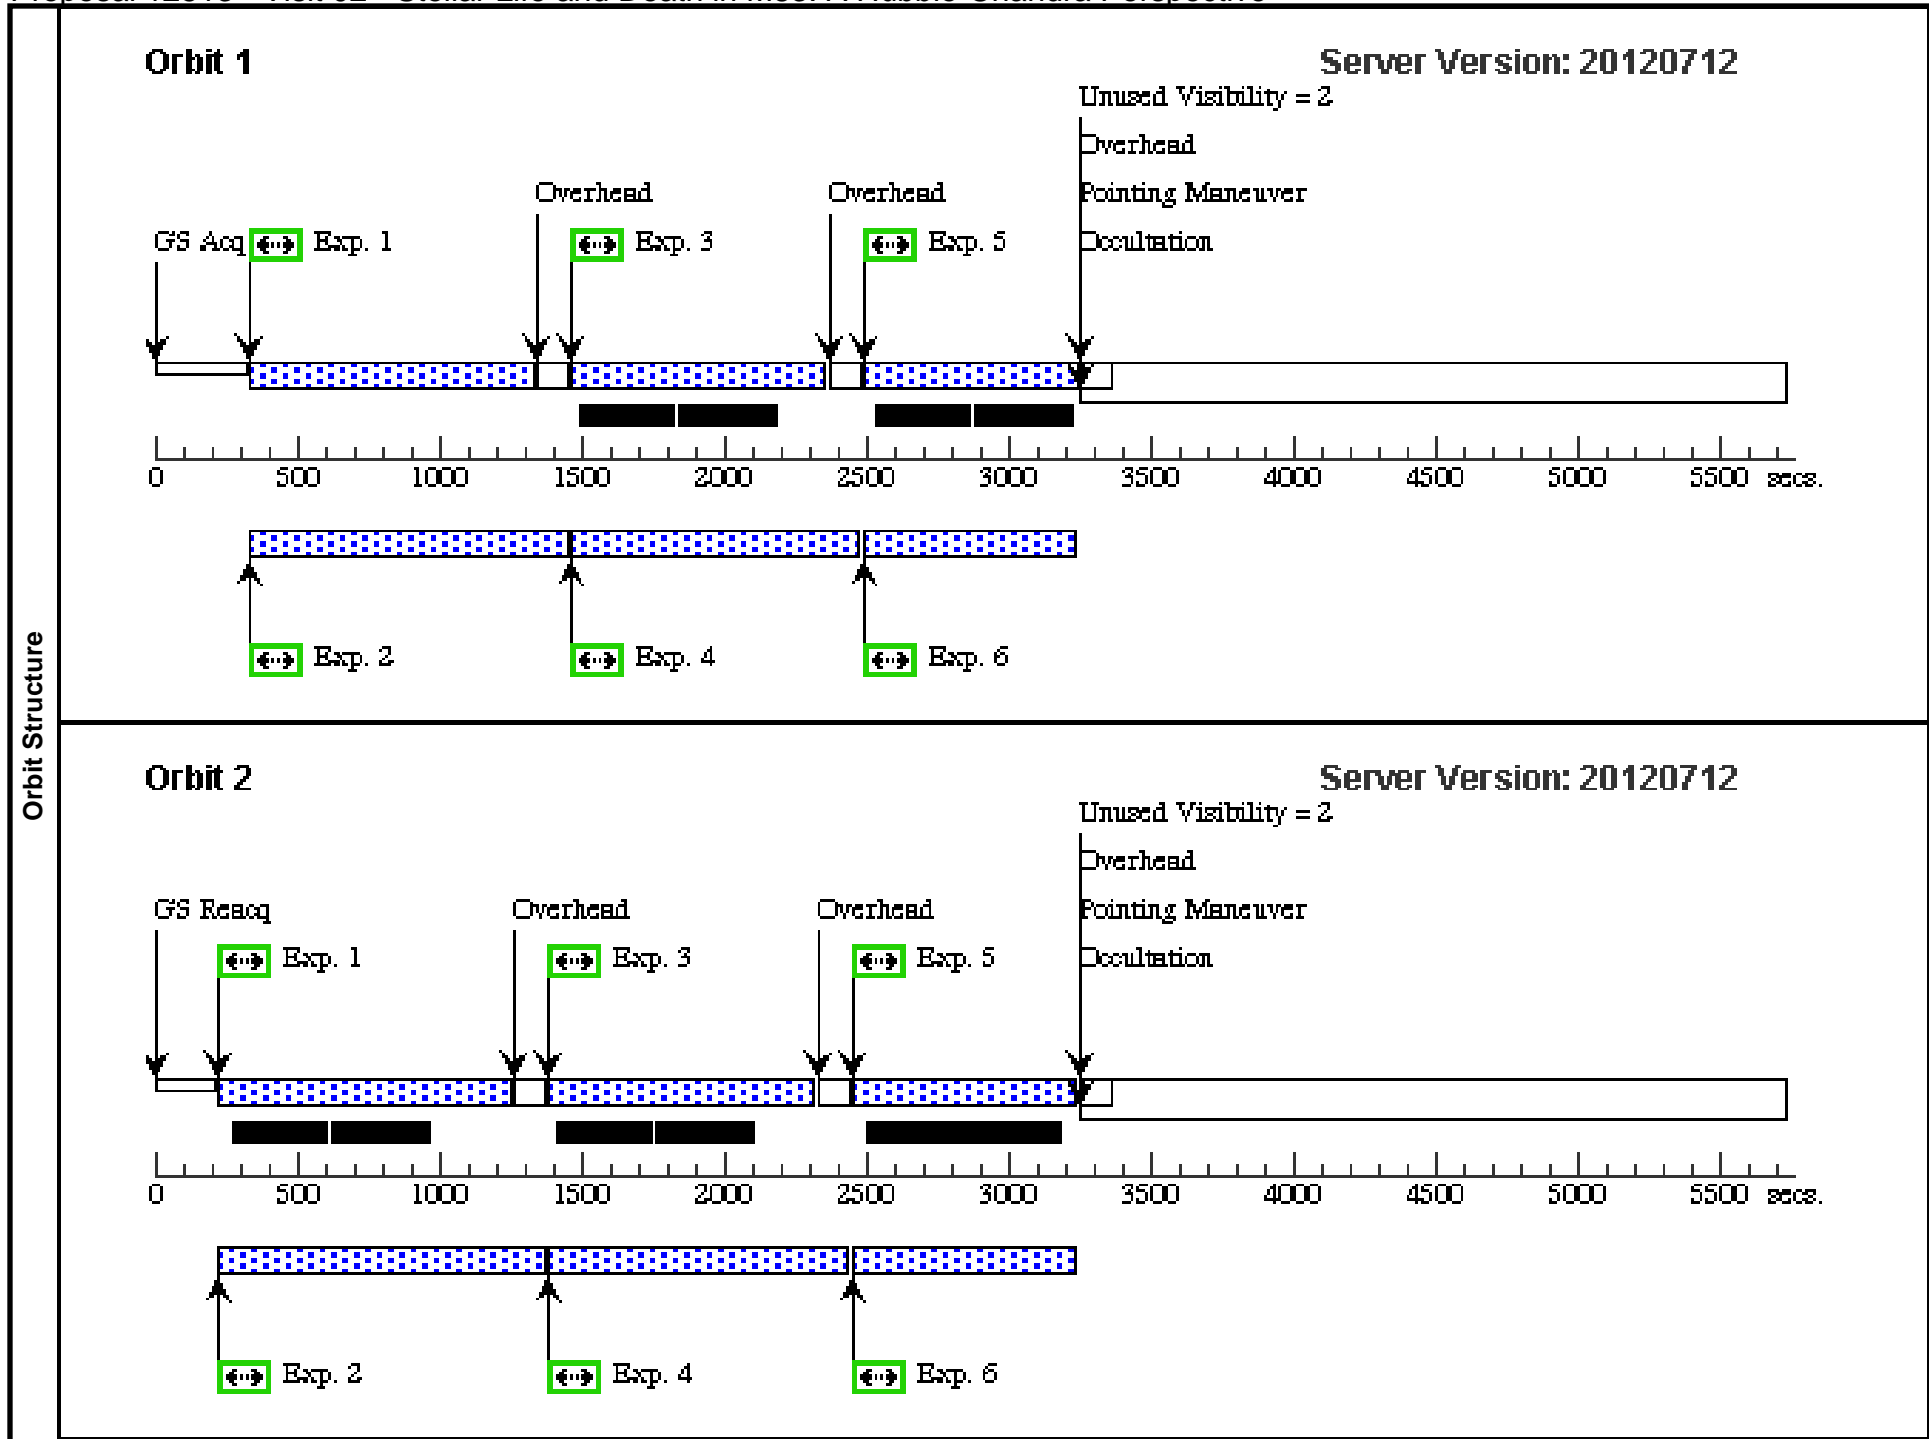 Orbit Structure
Orbit 1
Server Version: 20120712
Unused Visibility = 2
Overhead
Overhead
Overhead
Pointing Maneuver
GS Acq
Exp. 1
Exp. 3
Exp. 5
Occultation
0 500 1000 1500 2000 2500 3000 3500 4000 4500 5000 5500 secs.
Exp. 2
Exp. 4
Exp. 6
Orbit 2
Server Version: 20120712
Unused Visibility = 2
Overhead
GS Reacq
Overhead
Overhead
Pointing Maneuver
Exp. 1
Exp. 3
Exp. 5
Occultation
0 500 1000 1500 2000 2500 3000 3500 4000 4500 5000 5500 secs.
Exp. 2
Exp. 4
Exp. 6